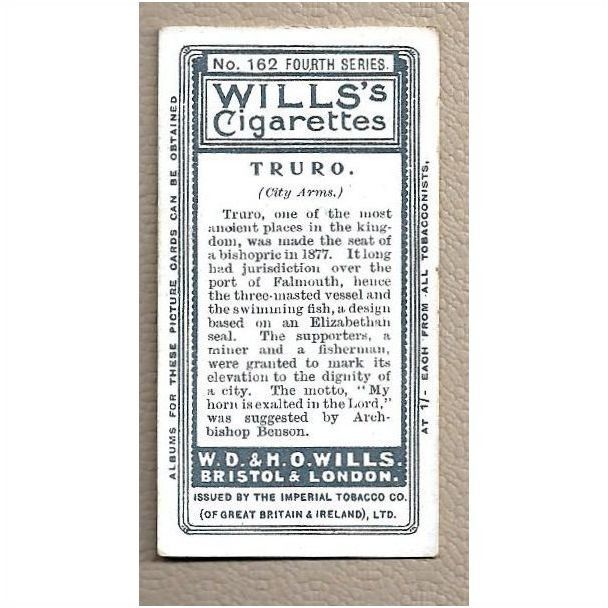 No. 162 FOURTH SERIES.
WILLS's
Cigarettes
TRURO.
(City Arms.)
Truro, one of the most
ancient places in the king-
dom, was made the seat of
a bishopric in 1877. It long
had jurisdiction over the
port of Falmouth, hence
the three-masted vessel and
the swimming fish, a design
based on an Elizabethan
seal. The supporters, a
miner and a fisherman,
were granted to mark its
elevation to the dignity of
a city. The motto, "My
horn is exalted in the Lord,"
was suggested by Arch-
bishop Benson.
W.D. & H.O. WILLS.
BRISTOL & LONDON.
ISSUED BY THE IMPERIAL TOBACCO CO.
(OF GREAT BRITAIN & IRELAND), LTD.
ALBUMS FOR THESE PICTURE CARDS CAN BE OBTAINED
AT 1/- EACH FROM ALL TOBACCONISTS,